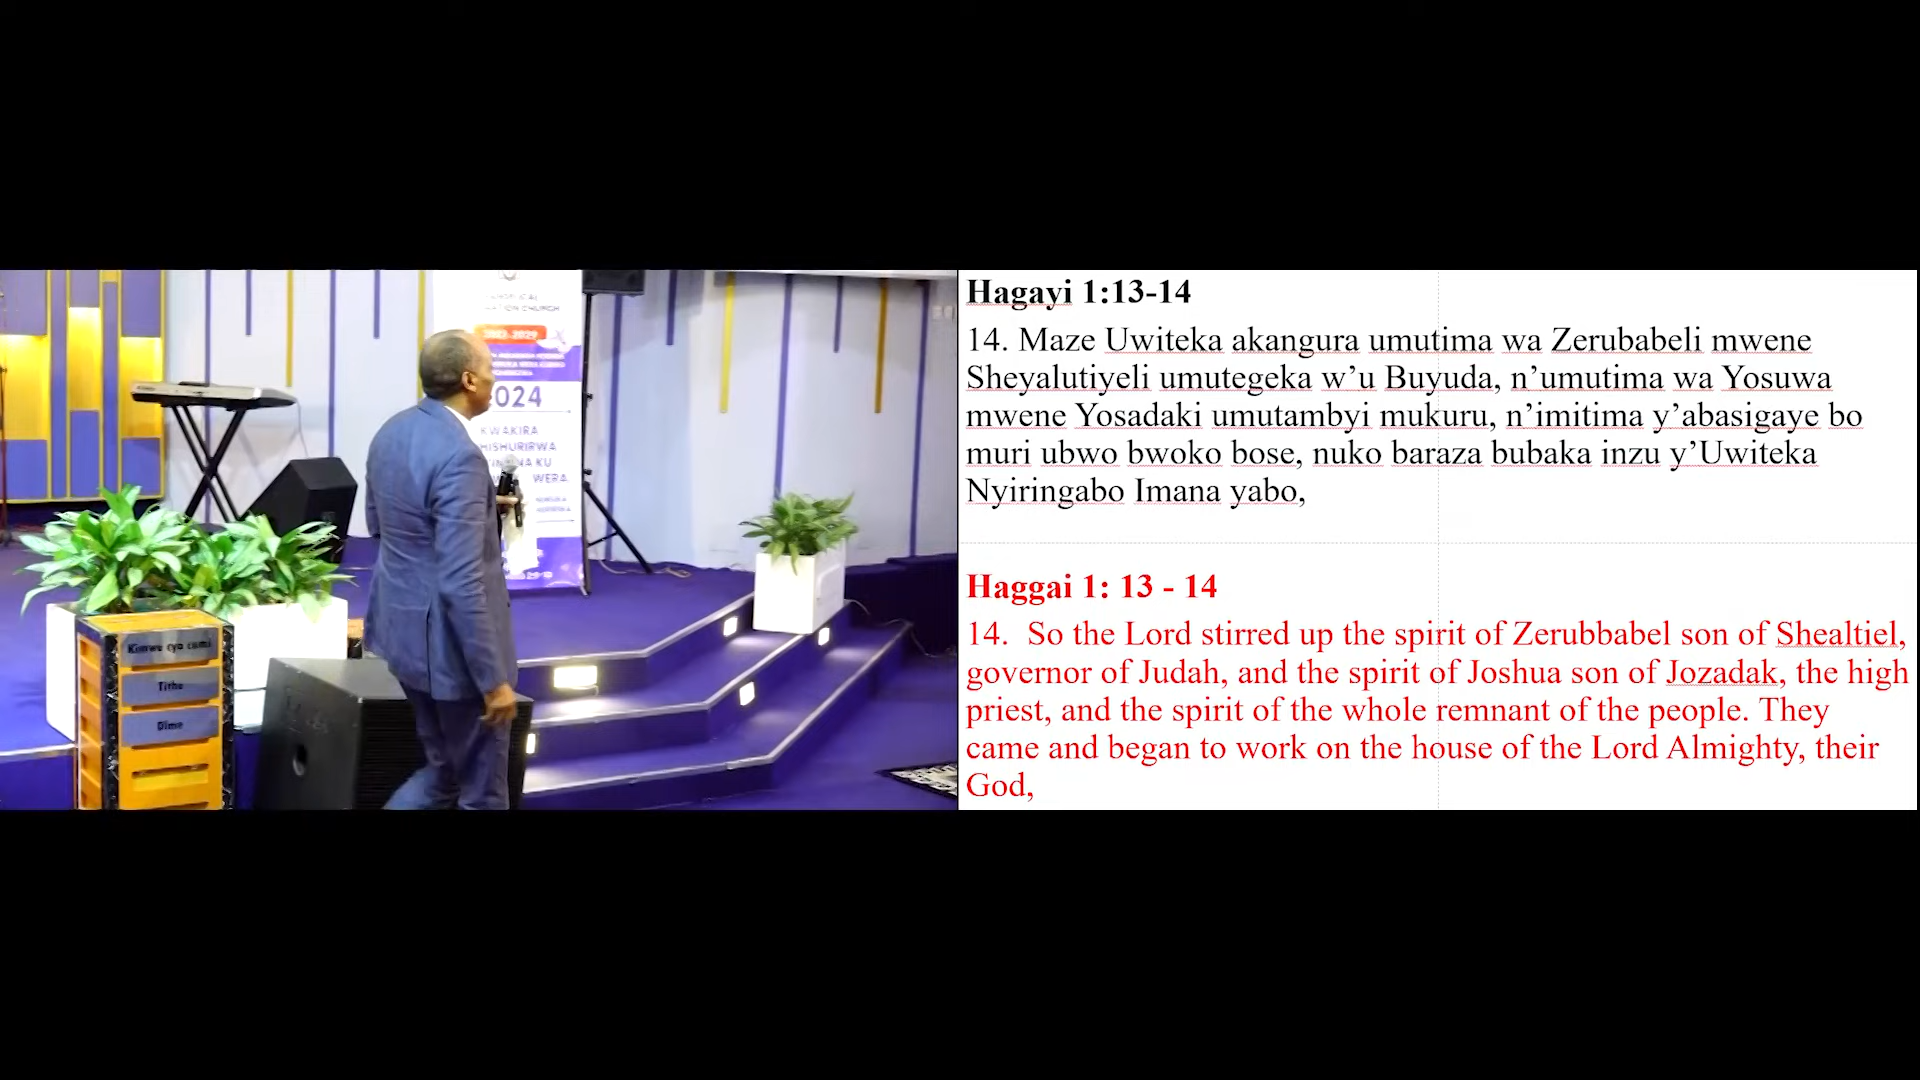 2024
KWAKIRA
WERA.
Kimwe cya cumi
Tithe
Dime
Hagayi 1:13-14
14. Maze Uwiteka akangura umutima wa Zerubabeli mwene
Sheyalutiyeli umutegeka w’u Buyuda, n’umutima wa Yosuwa
mwene Yosadaki umutambyi mukuru, n’imitima y’abasigaye bo
muri ubwo bwoko bose, nuko baraza bubaka inzu y’Uwiteka
Nyiringabo Imana yabo,
Haggai 1: 13 - 14
14. So the Lord stirred up the spirit of Zerubbabel son of Shealtiel,
governor of Judah, and the spirit of Joshua son of Jozadak, the high
priest, and the spirit of the whole remnant of the people. They
came and began to work on the house of the Lord Almighty, their
God,